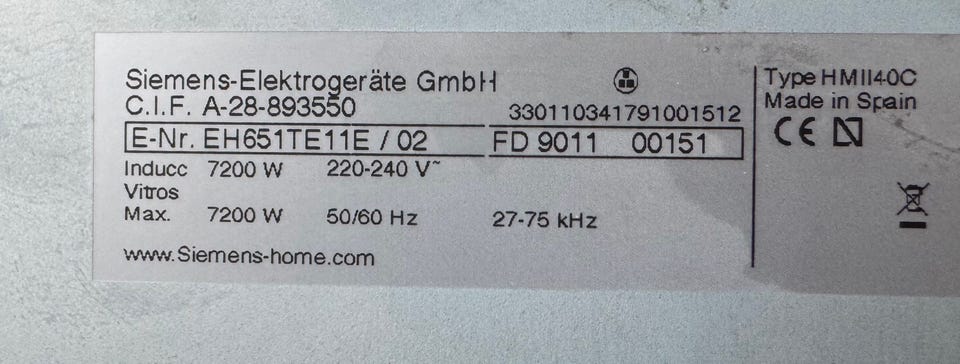 Siemens-Elektrogeräte GmbH
C.I.F. A-28-893550
330110341791001512
E-Nr. EH651TE11E / 02 FD 9011 00151
Inducc 7200 W 220-240 V~
Vitros
Max. 7200 W 50/60 Hz 27-75 kHz
www.Siemens-home.com
Type HMII40C
Made in Spain
CE N